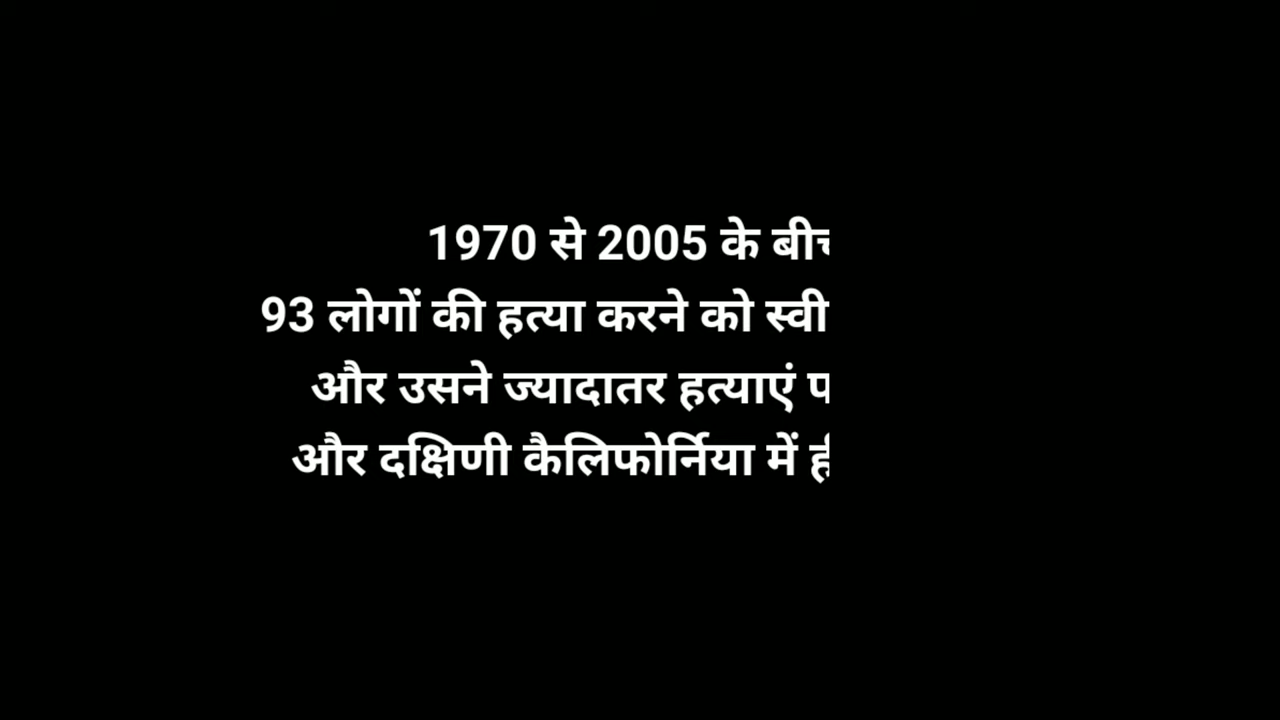 1970 से 2005 के
93 लोगों की हत्या करने को
और उसने ज्यादातर हत्याएं
और दक्षिणी कैलिफोर्निया में